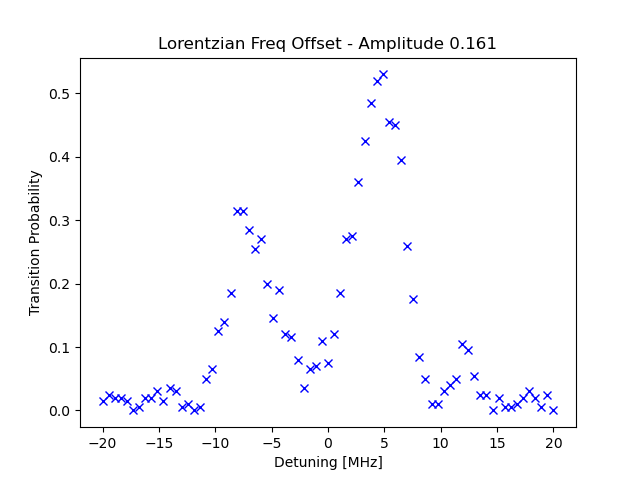 Lorentzian Freq Offset - Amplitude 0.161
Transition Probability
0.5
0.4
0.3
0.2
0.1
0.0
−20 −15 −10 −5 0 5 10 15 20
Detuning [MHz]